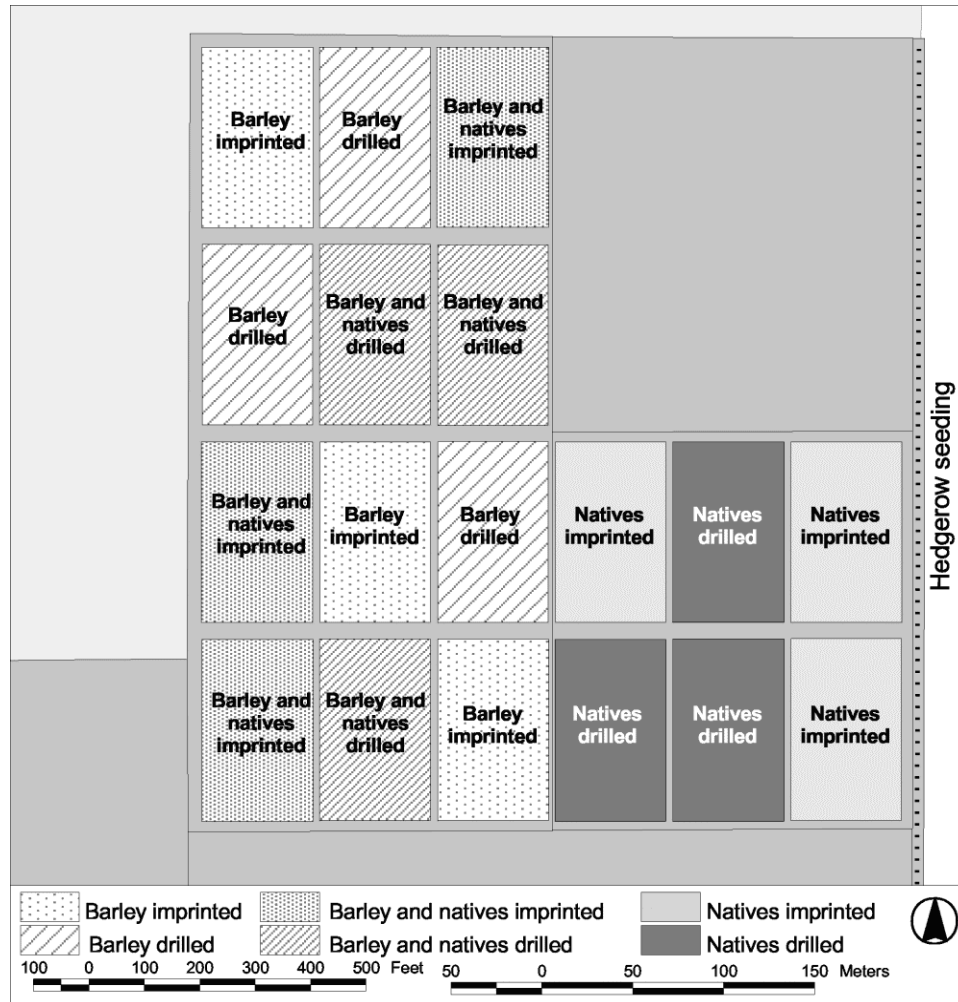 Barley
imprinted
Barley
drilled
Barley and
natives
imprinted
Barley
drilled
Barley and
natives
drilled
Barley and
natives
drilled
Barley and
natives
imprinted
Barley
imprinted
Barley
drilled
Natives
imprinted
Natives
drilled
Natives
imprinted
Barley and
natives
imprinted
Barley and
natives
drilled
Barley
imprinted
Natives
drilled
Natives
drilled
Natives
imprinted
Hedgerow seeding
Barley imprinted
Barley and natives imprinted
Natives imprinted
Barley drilled
Barley and natives drilled
Natives drilled
100 0 100 200 300 400 500 Feet
50 0 50 100 150 Meters